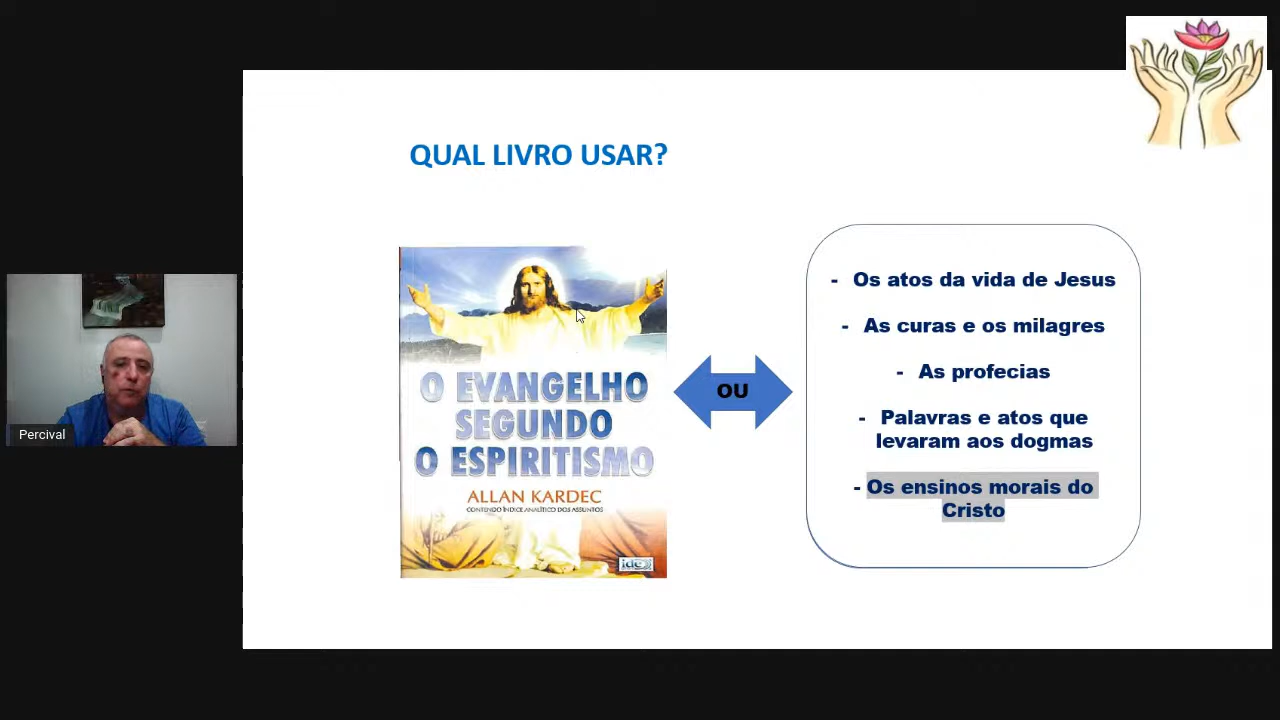 QUAL LIVRO USAR?
O EVANGELHO
SEGUNDO
O ESPIRITISMO
ALLAN KARDEC
CONTENDO ÍNDICE ANALÍTICO DOS ASSUNTOS
ide
OU
- Os atos da vida de Jesus
- As curas e os milagres
- As profecias
- Palavras e atos que
levaram aos dogmas
- Os ensinos morais do
Cristo
Percival